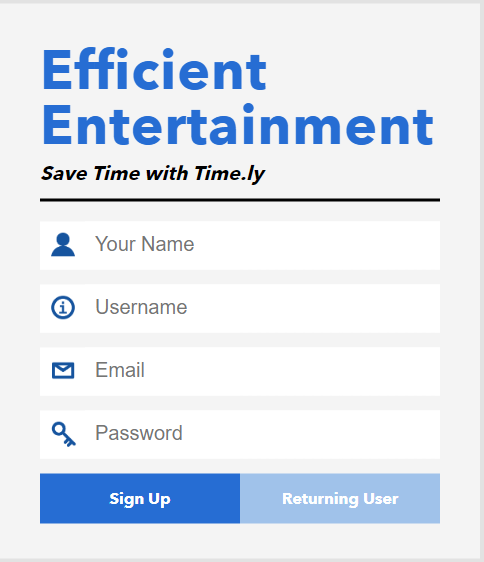 Efficient
Entertainment
Save Time with Time.ly
Your Name
Username
Email
Password
Sign Up
Returning User